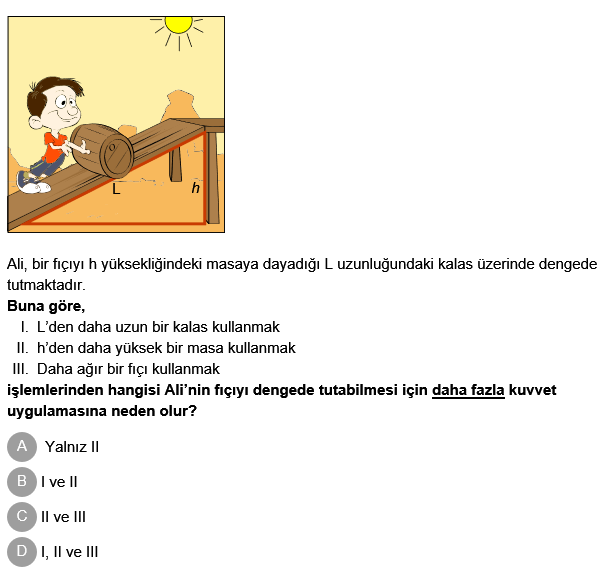 L
h
Ali, bir fıçıyı h yüksekliğindeki masaya dayadığı L uzunluğundaki kalas üzerinde dengede
tutmaktadır.
Buna göre,
I. L'den daha uzun bir kalas kullanmak
II. h'den daha yüksek bir masa kullanmak
III. Daha ağır bir fıçı kullanmak
işlemlerinden hangisi Ali'nin fıçıyı dengede tutabilmesi için daha fazla kuvvet
uygulamasına neden olur?
A Yalnız II
B I ve II
C II ve III
D I, II ve III